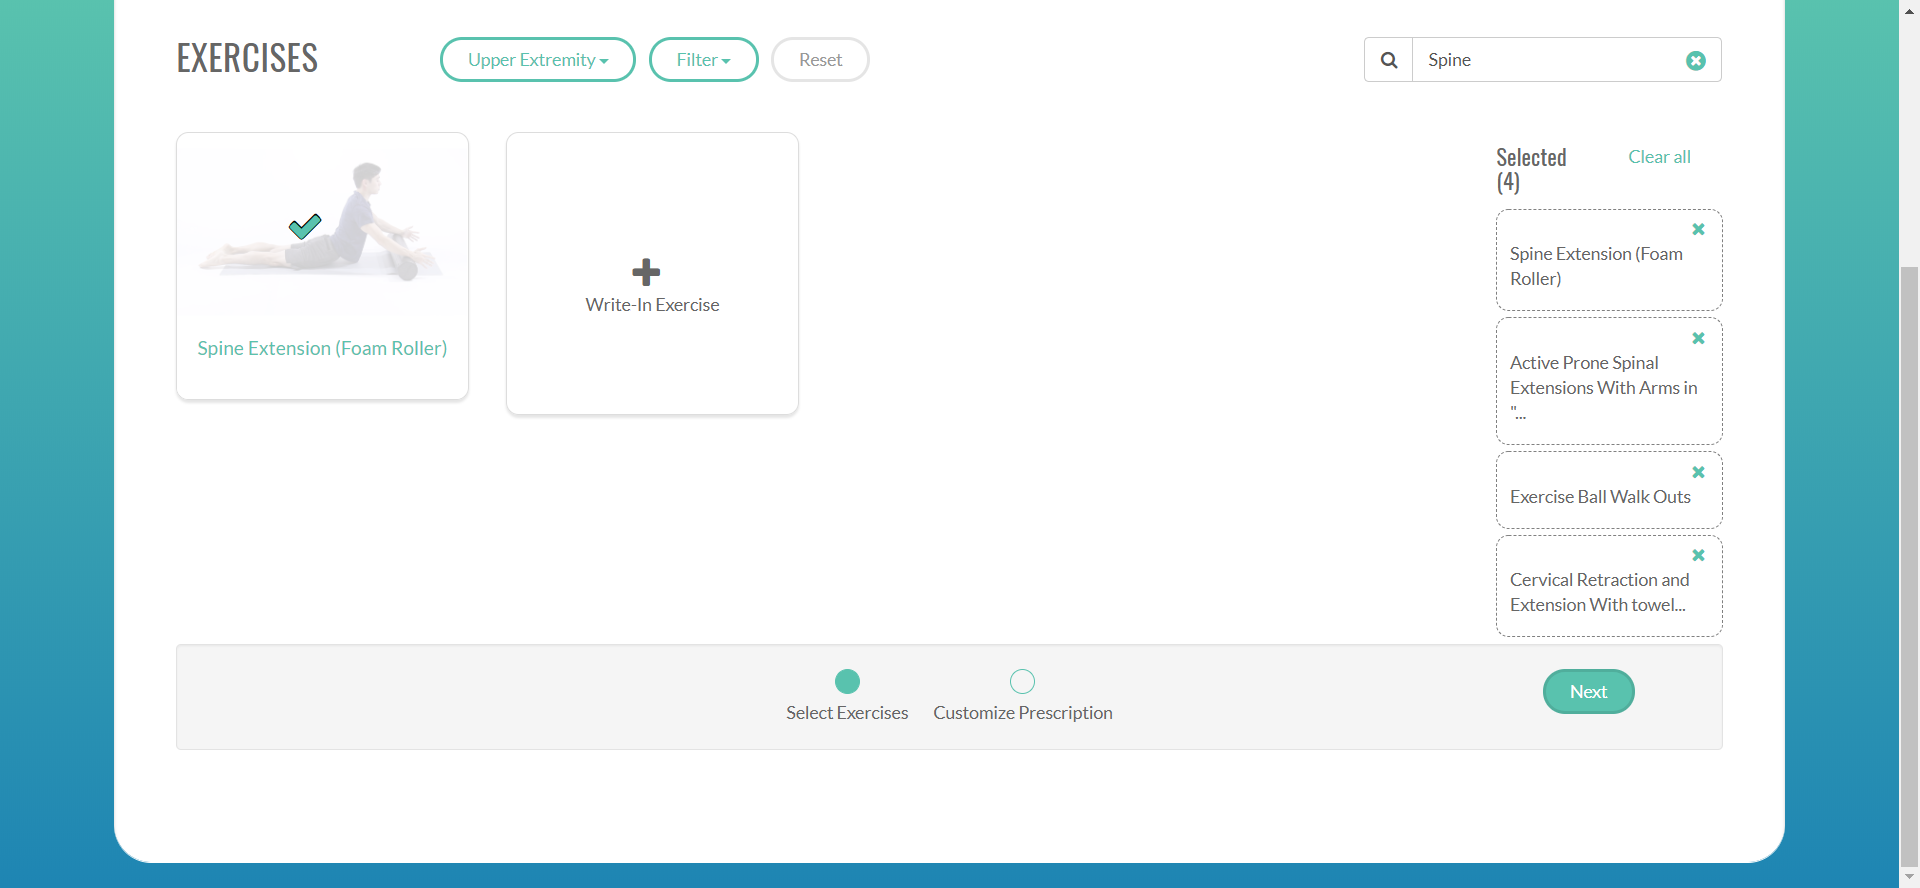 EXERCISES
Upper Extremity
Filter
Reset
Spine
Spine Extension (Foam Roller)
Write-In Exercise
Selected
(4)
Clear all
Spine Extension (Foam
Roller)
Active Prone Spinal
Extensions With Arms in
"...
Exercise Ball Walk Outs
Cervical Retraction and
Extension With towel...
Select Exercises
Customize Prescription
Next